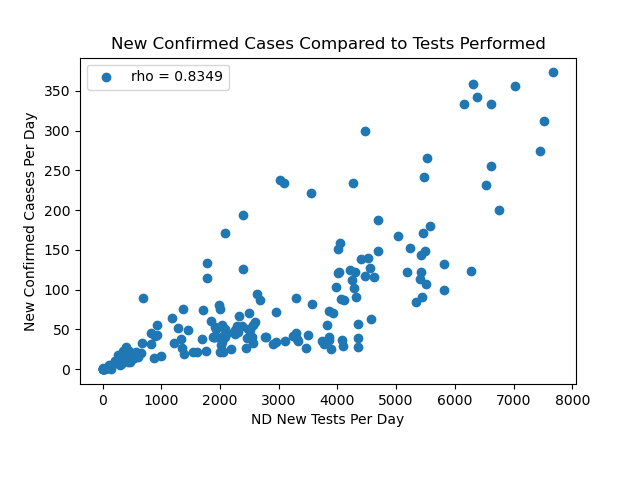 New Confirmed Cases Compared to Tests Performed
rho = 0.8349
New Confirmed Caeses Per Day
350
300
250
200
150
100
50
0
0 1000 2000 3000 4000 5000 6000 7000 8000
ND New Tests Per Day